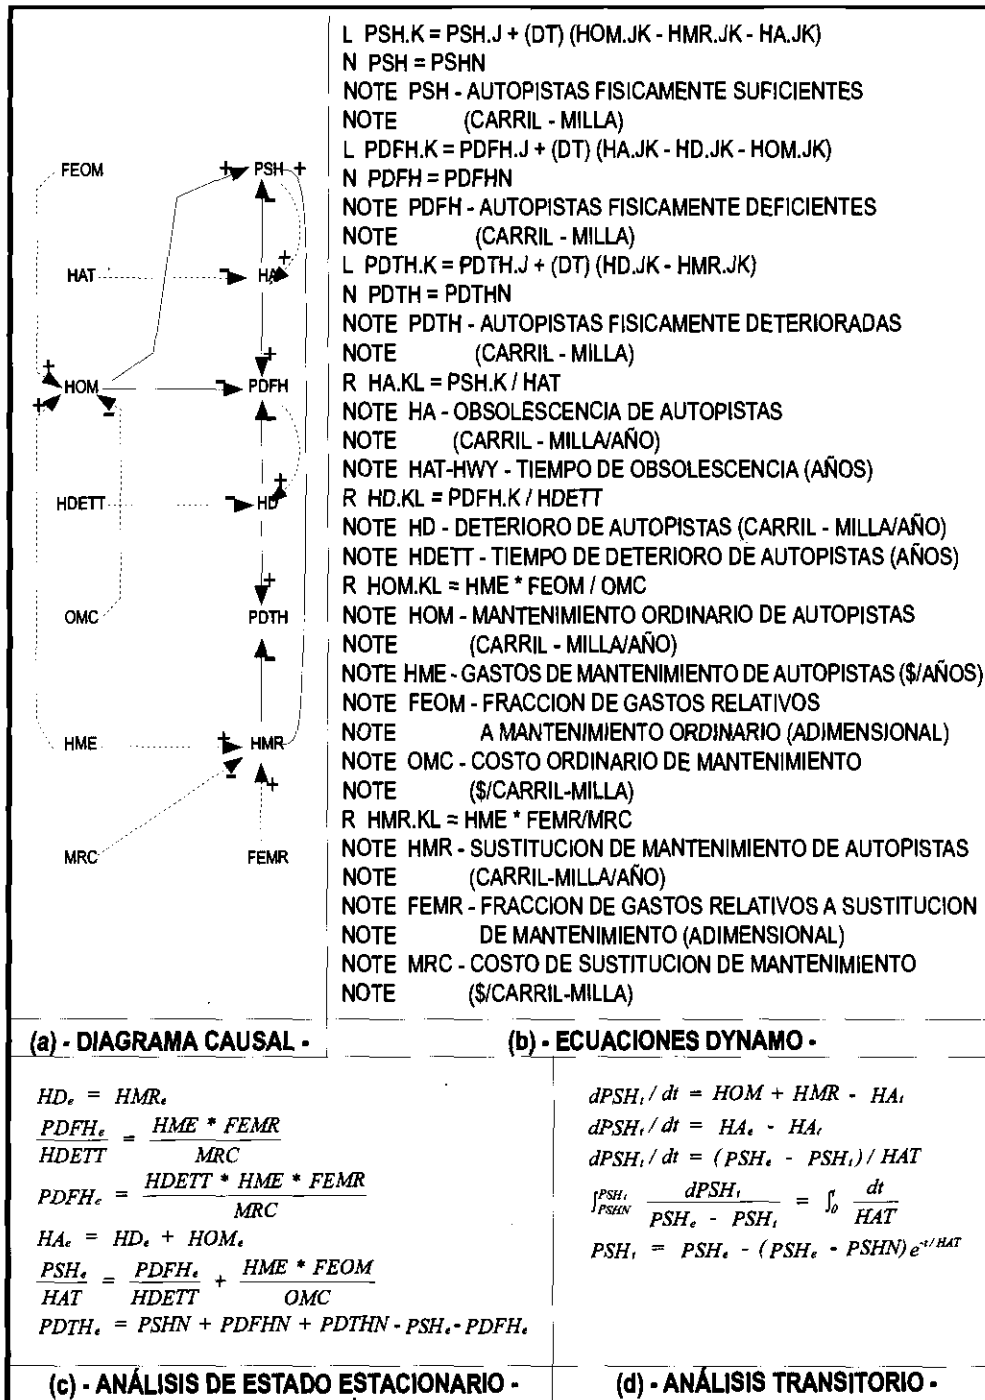 FEOM
+ PSH +
-
+
HAT - HA
+
+
HOM - PDFH
+ - -
+
HDETT - HD
+
OMC PDTH
-
HME + HMR
- +
MRC FEMR
L PSH.K = PSH.J + (DT) (HOM.JK - HMR.JK - HA.JK)
N PSH = PSHN
NOTE PSH - AUTOPISTAS FISICAMENTE SUFICIENTES
NOTE (CARRIL - MILLA)
L PDFH.K = PDFH.J + (DT) (HA.JK - HD.JK - HOM.JK)
N PDFH = PDFHN
NOTE PDFH - AUTOPISTAS FISICAMENTE DEFICIENTES
NOTE (CARRIL - MILLA)
L PDTH.K = PDTH.J + (DT) (HD.JK - HMR.JK)
N PDTH = PDTHN
NOTE PDTH - AUTOPISTAS FISICAMENTE DETERIORADAS
NOTE (CARRIL - MILLA)
R HA.KL = PSH.K / HAT
NOTE HA - OBSOLESCENCIA DE AUTOPISTAS
NOTE (CARRIL - MILLA/AÑO)
NOTE HAT-HWY - TIEMPO DE OBSOLESCENCIA (AÑOS)
R HD.KL = PDFH.K / HDETT
NOTE HD - DETERIORO DE AUTOPISTAS (CARRIL - MILLA/AÑO)
NOTE HDETT - TIEMPO DE DETERIORO DE AUTOPISTAS (AÑOS)
R HOM.KL = HME * FEOM / OMC
NOTE HOM - MANTENIMIENTO ORDINARIO DE AUTOPISTAS
NOTE (CARRIL - MILLA/AÑO)
NOTE HME - GASTOS DE MANTENIMIENTO DE AUTOPISTAS ($/AÑOS)
NOTE FEOM - FRACCION DE GASTOS RELATIVOS
NOTE A MANTENIMIENTO ORDINARIO (ADIMENSIONAL)
NOTE OMC - COSTO ORDINARIO DE MANTENIMIENTO
NOTE ($/CARRIL-MILLA)
R HMR.KL = HME * FEMR/MRC
NOTE HMR - SUSTITUCION DE MANTENIMIENTO DE AUTOPISTAS
NOTE (CARRIL-MILLA/AÑO)
NOTE FEMR - FRACCION DE GASTOS RELATIVOS A SUSTITUCION
NOTE DE MANTENIMIENTO (ADIMENSIONAL)
NOTE MRC - COSTO DE SUSTITUCION DE MANTENIMIENTO
NOTE ($/CARRIL-MILLA)
(a) - DIAGRAMA CAUSAL -
(b) - ECUACIONES DYNAMO -
HDₑ = HMRₑ
PDFHₑ / HDETT = HME * FEMR / MRC
PDFHₑ = HDETT * HME * FEMR / MRC
HAₑ = HDₑ + HOMₑ
PSHₑ / HAT = PDFHₑ / HDETT + HME * FEOM / OMC
PDTHₑ = PSHN + PDFHN + PDTHN - PSHₑ - PDFHₑ
(c) - ANÁLISIS DE ESTADO ESTACIONARIO -
dPSHₜ / dt = HOM + HMR - HAₜ
dPSHₜ / dt = HAₑ - HAₜ
dPSHₜ / dt = (PSHₑ - PSHₜ) / HAT
∫_PSHN^PSHₜ dPSHₜ / (PSHₑ - PSHₜ) = ∫₀^t dt / HAT
PSHₜ = PSHₑ - (PSHₑ - PSHN) e^-t/HAT
(d) - ANÁLISIS TRANSITORIO -